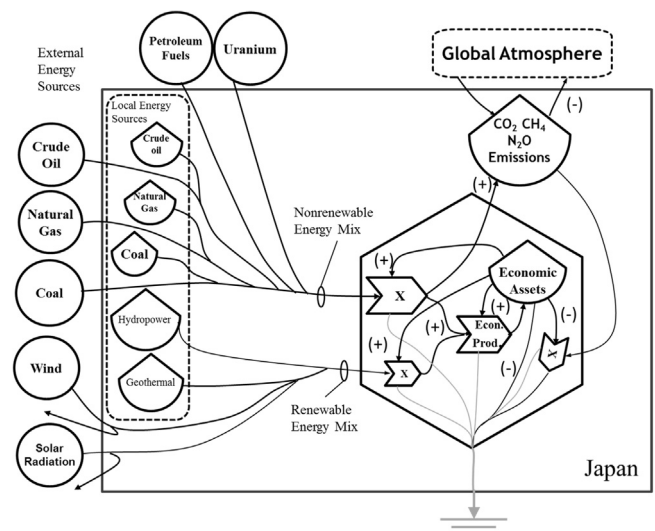 External
Energy
Sources
Petroleum
Fuels
Uranium
Global Atmosphere
Local Energy
Sources
Crude
oil
Natural
Gas
Coal
Hydropower
Geothermal
Crude
Oil
Natural
Gas
Coal
Wind
Solar
Radiation
Nonrenewable
Energy Mix
Renewable
Energy Mix
CO2 CH4
N2O
Emissions
(-)
(+)
(+)
X
Economic
Assets
(+)
(-)
Econ.
Prod.
(+)
(+)
X
(-)
X
Japan